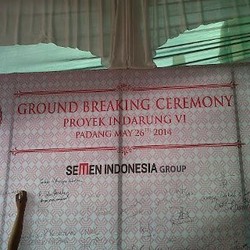 GROUND BREAKING CEREMONY
PROYEK INDARUNG VI
PADANG MAY 26TH 2014
SEMEN INDONESIA GROUP